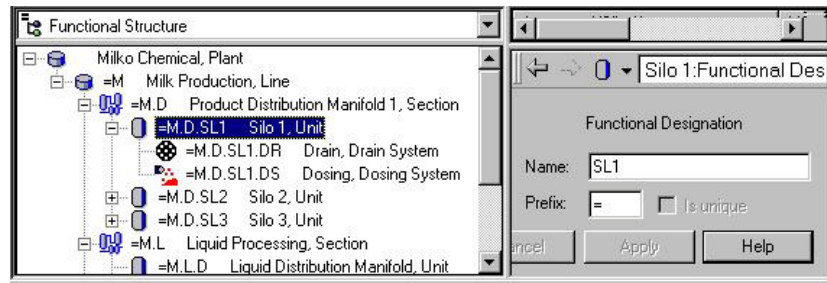 Functional Structure
Milko Chemical, Plant
=M Milk Production, Line
=M.D Product Distribution Manifold 1, Section
=M.D.SL1 Silo 1, Unit
=M.D.SL1.DR Drain, Drain System
=M.D.SL1.DS Dosing, Dosing System
=M.D.SL2 Silo 2, Unit
=M.D.SL3 Silo 3, Unit
=M.L Liquid Processing, Section
=M.L.D Liquid Distribution Manifold, Unit
Silo 1:Functional Des
Functional Designation
Name: SL1
Prefix: = Is unique
ancel Apply Help